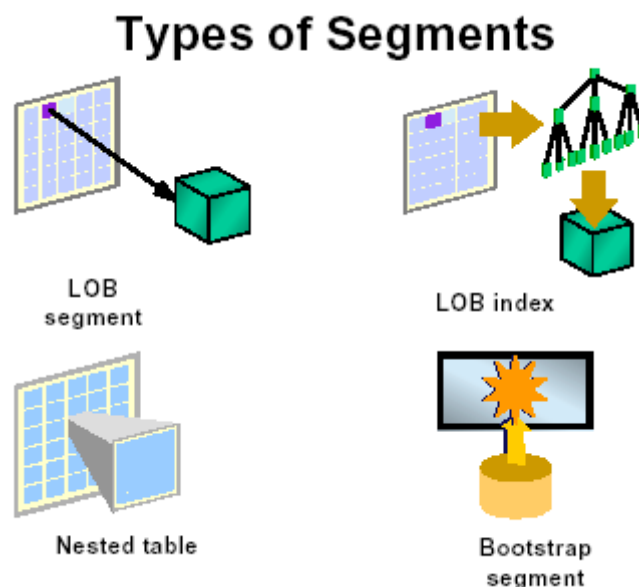 Types of Segments
LOB
segment
LOB index
Nested table
Bootstrap
segment